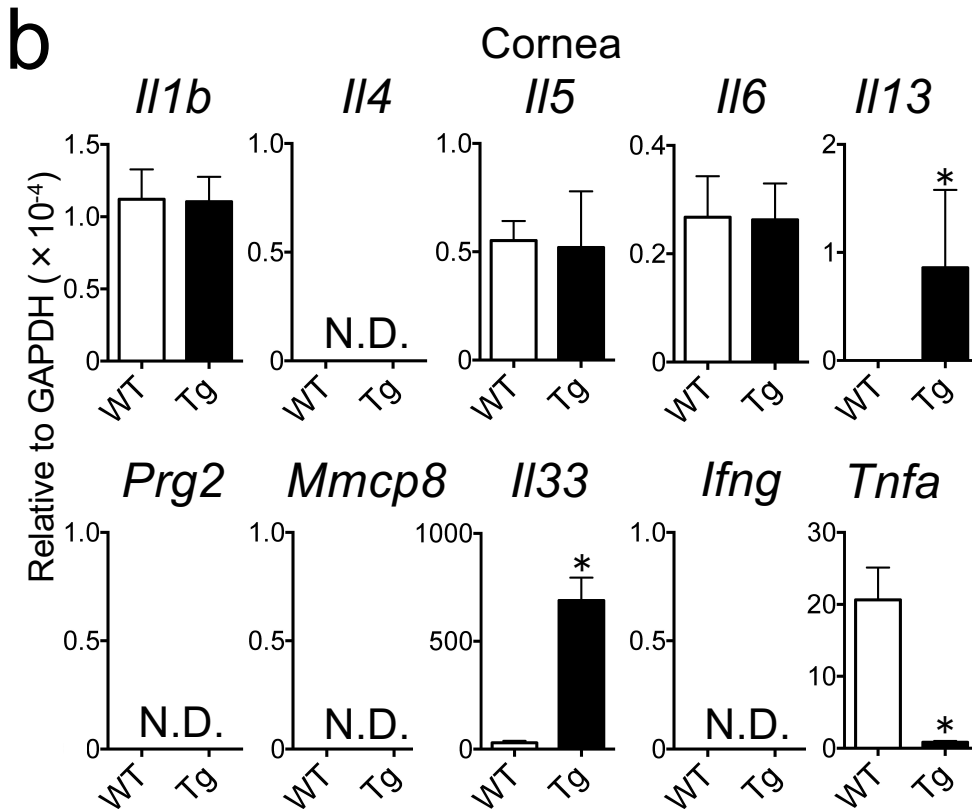 b
Cornea
Il1b Il4 Il5 Il6 Il13
Relative to GAPDH (×10-4)
1.5
1.0
0.5
0
WT Tg
1.0
0.5
0
N.D.
WT Tg
1.0
0.5
0
WT Tg
0.4
0.2
0
WT Tg
2
1
0
*
WT Tg
Prg2 Mmcp8 Il33 Ifng Tnfa
1.0
0.5
0
N.D.
WT Tg
1.0
0.5
0
N.D.
WT Tg
1000
500
0
*
WT Tg
1.0
0.5
0
N.D.
WT Tg
30
20
10
0
*
WT Tg